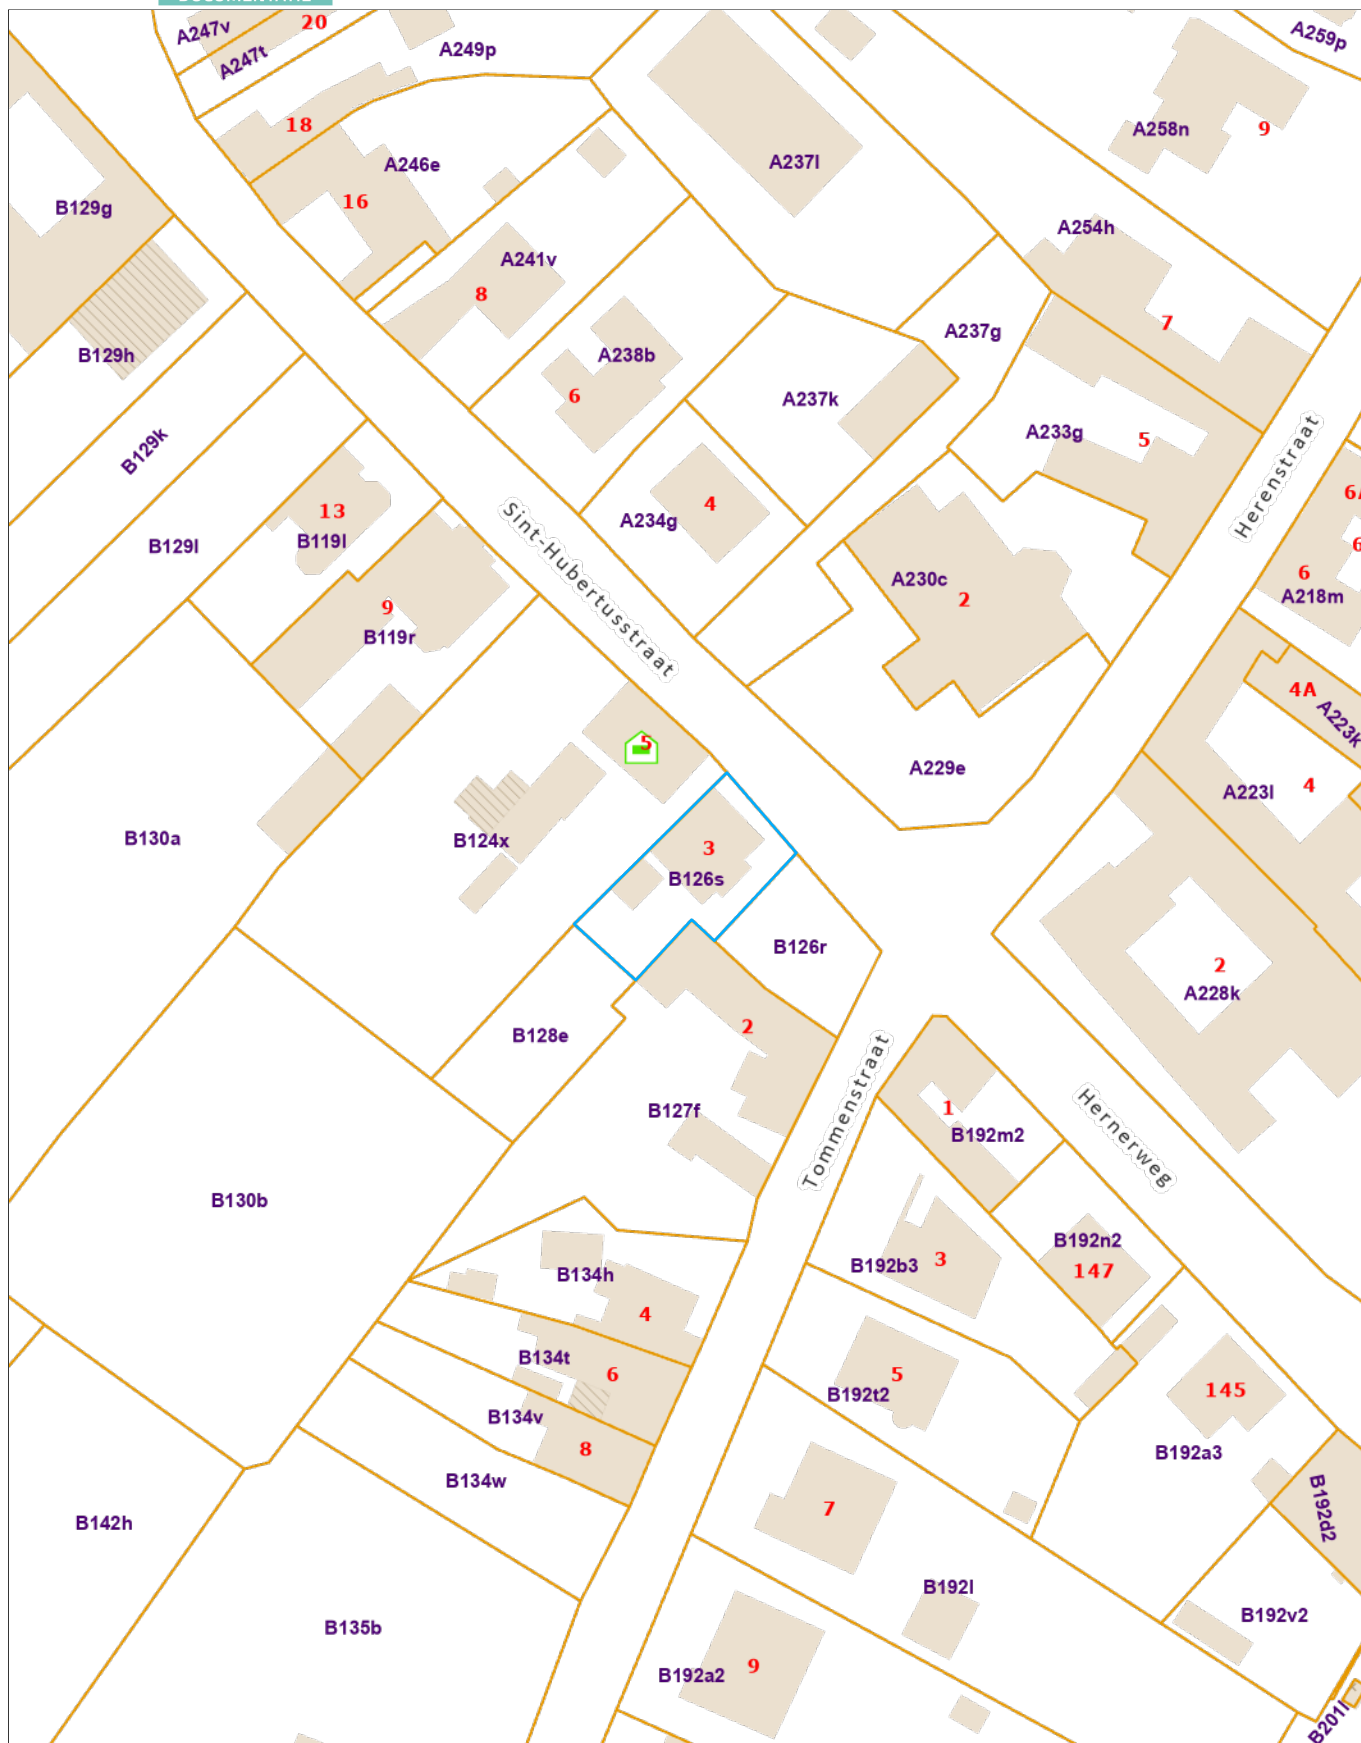 A247v
20
A259p
A247t
A249p
18
A258n
9
A246e
A237l
16
B129g
A254h
A241v
8
7
A237g
B129h
A238b
6
A237k
A233g
5
Herenstraat
B129k
6A
4
A234g
13
B119l
B129l
Sint-Hubertusstraat
6
6
A218m
A230c
2
9
B119r
4A
A223k
5
A229e
4
A223l
B130a
B124x
3
B126s
B126r
2
A228k
B128e
2
Tommenstraat
B127f
1
B192m2
Hernerweg
B130b
B192n2
147
B192b3
3
B134h
4
B134t
6
5
B192t2
145
B134v
8
B192a3
B134w
7
B192d2
B142h
B192l
B192v2
B135b
9
B192a2
B201l